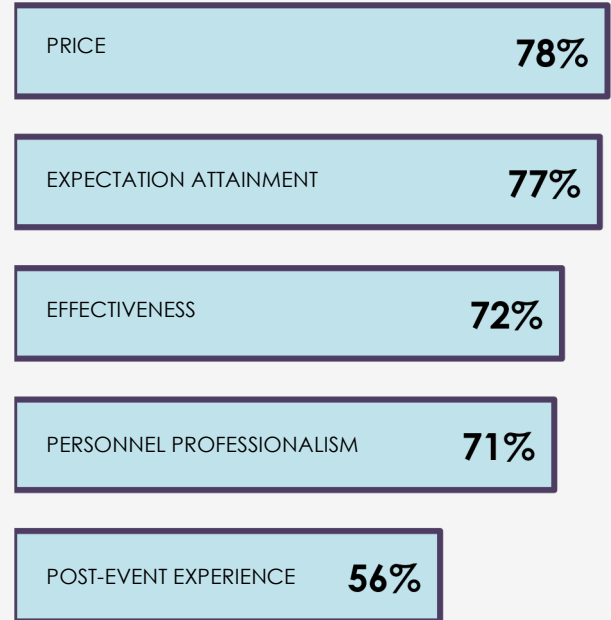 PRICE 78%
EXPECTATION ATTAINMENT 77%
EFFECTIVENESS 72%
PERSONNEL PROFESSIONALISM 71%
POST-EVENT EXPERIENCE 56%